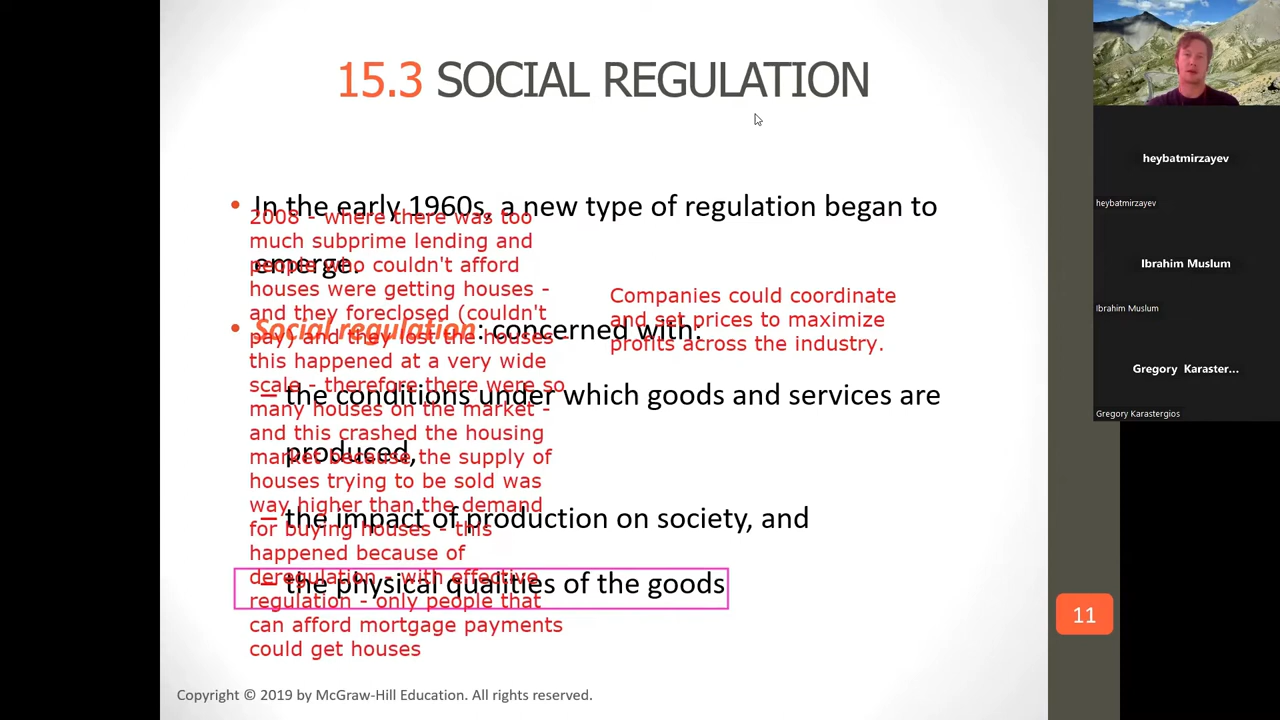 15.3 SOCIAL REGULATION
• In the early 1960s, a new type of regulation began to
emerge.
• Social regulation: concerned with:
– the conditions under which goods and services are
produced,
– the impact of production on society, and
– the physical qualities of the goods
2008 - where there was too
much subprime lending and
people who couldn't afford
houses were getting houses -
and they foreclosed (couldn't
pay) and they lost the houses -
this happened at a very wide
scale - therefore there were so
many houses on the market -
and this crashed the housing
market because the supply of
houses trying to be sold was
way higher than the demand
for buying houses - this
happened because of
deregulation - with effective
regulation - only people that
can afford mortgage payments
could get houses
Companies could coordinate
and set prices to maximize
profits across the industry.
11
Copyright © 2019 by McGraw-Hill Education. All rights reserved.
heybatmirzayev
heybatmirzayev
Ibrahim Muslum
Ibrahim Muslum
Gregory Karaster...
Gregory Karastergios